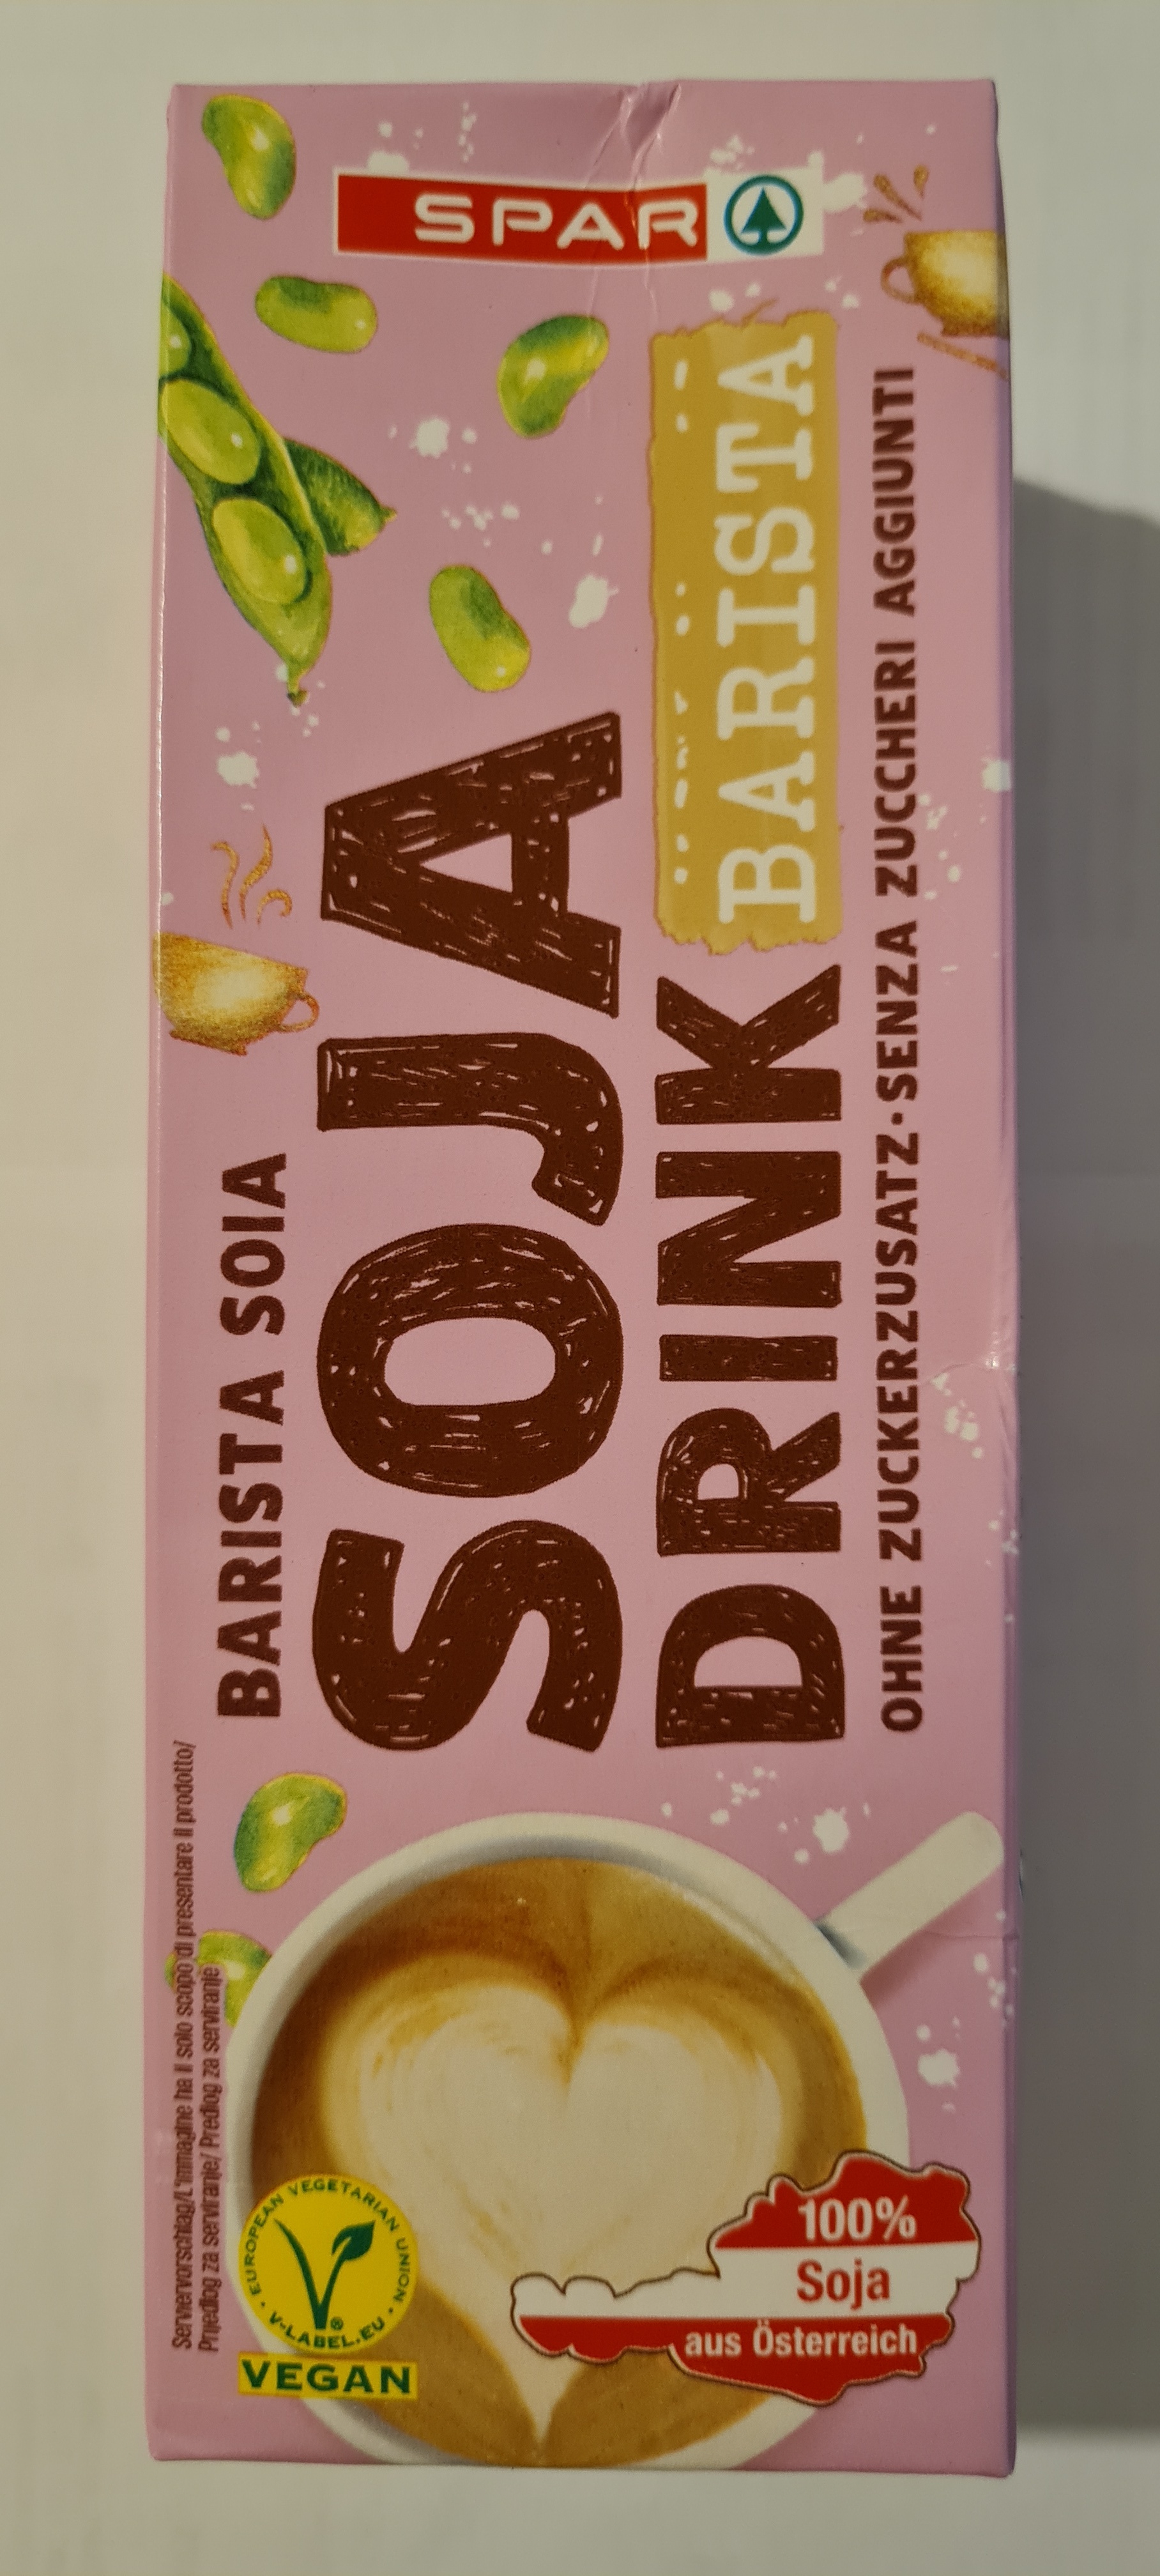 SPAR
BARISTA SOIA
SOJA
DRINK BARISTA
OHNE ZUCKERZUSATZ·SENZA ZUCCHERI AGGIUNTI
Serviervorschlag/L'immagine ha il solo scopo di presentare il prodotto/
Prijedlog za serviranje/ Predlog za serviranje
EUROPEAN VEGETARIAN UNION
V-LABEL.EU ®
VEGAN
100%
Soja
aus Österreich